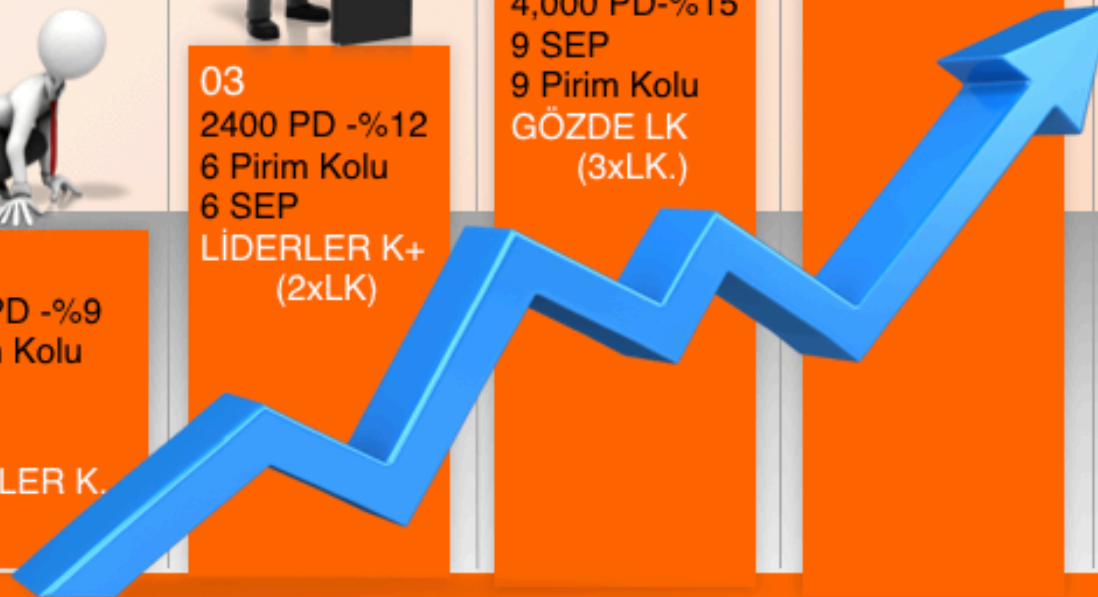 PD -%9
Kolu
LER K.
03
2400 PD -%12
6 Pirim Kolu
6 SEP
LİDERLER K+
(2xLK)
4,000 PD-%15
9 SEP
9 Pirim Kolu
GÖZDE LK
(3xLK.)